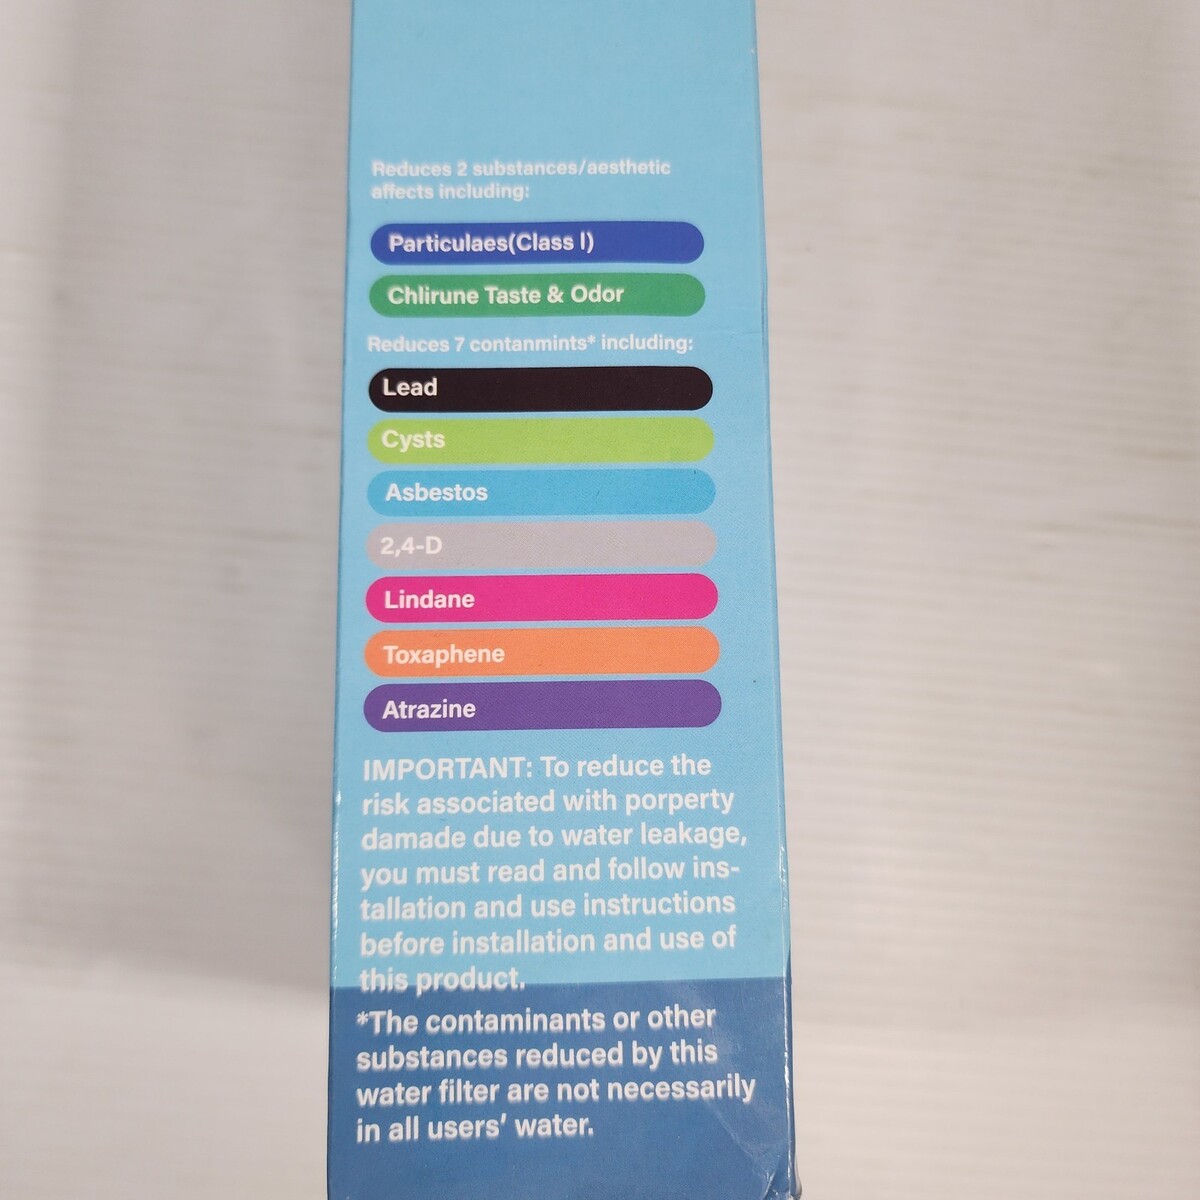 Reduces 2 substances/aesthetic
affects including:
Particulaes(Class I)
Chlirune Taste & Odor
Reduces 7 contanmints* including:
Lead
Cysts
Asbestos
2,4-D
Lindane
Toxaphene
Atrazine
IMPORTANT: To reduce the
risk associated with porperty
damade due to water leakage,
you must read and follow ins-
tallation and use instructions
before installation and use of
this product.
*The contaminants or other
substances reduced by this
water filter are not necessarily
in all users' water.